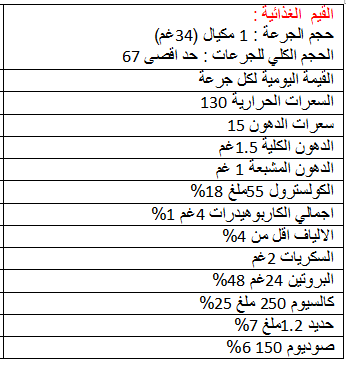 القيم الغذائية :
حجم الجرعة : 1 مكيال (34غم)
الحجم الكلي للجرعات : حد اقصى 67
القيمة اليومية لكل جرعة
السعرات الحرارية 130
سعرات الدهون 15
الدهون الكلية 1.5غم
الدهون المشبعة 1 غم
الكولسترول 55ملغ 18%
اجمالي الكاربوهيدرات 4غم 1%
الالياف اقل من 4%
السكريات 2غم
البروتين 24غم 48%
كالسيوم 250 ملغ 25%
حديد 1.2ملغ 7%
صوديوم 150 6%